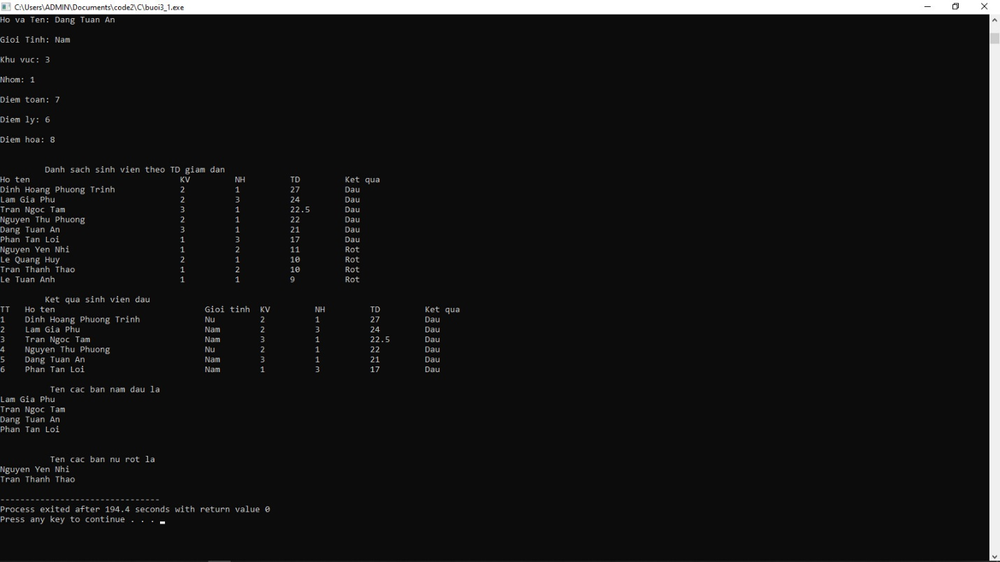 C:\Users\ADMIN\Documents\code2\C\buoi3_1.exe
Ho va Ten: Dang Tuan An
Gioi Tinh: Nam
Khu vuc: 3
Nhom: 1
Diem toan: 7
Diem ly: 6
Diem hoa: 8
Danh sach sinh vien theo TD giam dan
Ho ten KV NH TD Ket qua
Dinh Hoang Phuong Trinh 2 1 27 Dau
Lam Gia Phu 2 3 24 Dau
Tran Ngoc Tam 3 1 22.5 Dau
Nguyen Thu Phuong 2 1 22 Dau
Dang Tuan An 3 1 21 Dau
Phan Tan Loi 1 3 17 Dau
Nguyen Yen Nhi 1 2 11 Rot
Le Quang Huy 2 1 10 Rot
Tran Thanh Thao 1 2 10 Rot
Le Tuan Anh 1 1 9 Rot
Ket qua sinh vien dau
TT Ho ten Gioi tinh KV NH TD Ket qua
1 Dinh Hoang Phuong Trinh Nu 2 1 27 Dau
2 Lam Gia Phu Nam 2 3 24 Dau
3 Tran Ngoc Tam Nam 3 1 22.5 Dau
4 Nguyen Thu Phuong Nu 2 1 22 Dau
5 Dang Tuan An Nam 3 1 21 Dau
6 Phan Tan Loi Nam 1 3 17 Dau
Ten cac ban nam dau la
Lam Gia Phu
Tran Ngoc Tam
Dang Tuan An
Phan Tan Loi
Ten cac ban nu rot la
Nguyen Yen Nhi
Tran Thanh Thao
--------------------------------
Process exited after 194.4 seconds with return value 0
Press any key to continue . . .